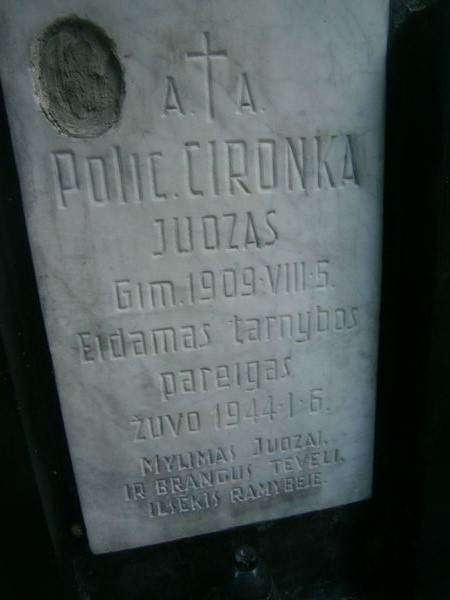 A. A.
Polic. CIRONKA
JUOZAS
Gim. 1909·VIII·5.
Eidamas tarnybos
pareigas
žuvo 1944·I·6.
MYLIMAS JUOZAI,
IR BRANGUS TĖVELI,
ILSĖKIS RAMYBĖJE.